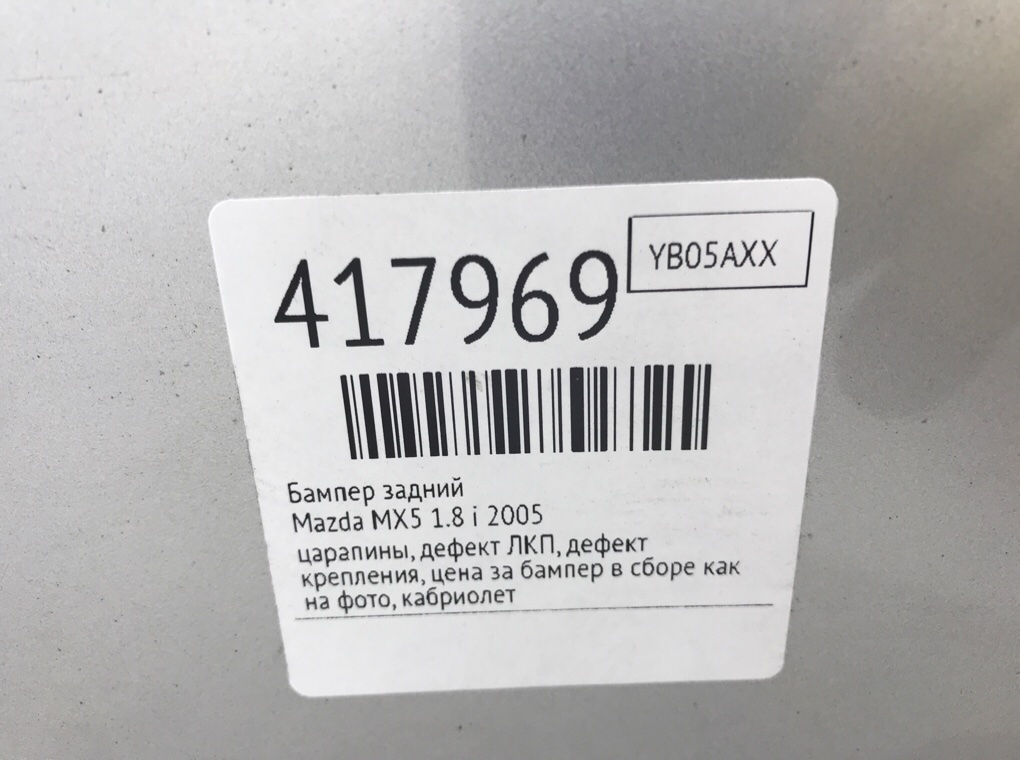 417969
YB05AXX
Бампер задний
Mazda MX5 1.8 i 2005
царапины, дефект ЛКП, дефект
крепления, цена за бампер в сборе как
на фото, кабриолет